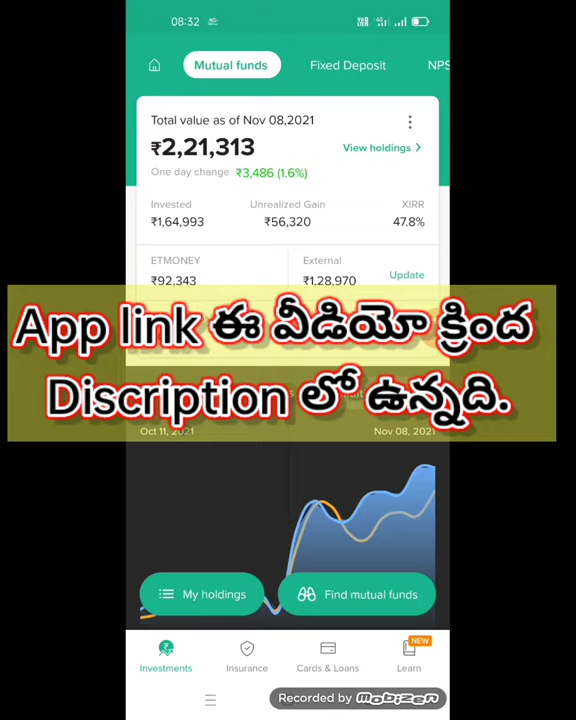 08:32
Mutual funds
Fixed Deposit
NPS
Total value as of Nov 08,2021
₹2,21,313
View holdings
One day change ₹3,486 (1.6%)
Invested
Unrealized Gain
XIRR
₹1,64,993
₹56,320
47.8%
ETMONEY
External
₹92,343
₹1,28,970
Update
App link ఈ వీడియో క్రింద
Discription లో ఉన్నది.
Oct 11, 2021
Nov 08, 2021
My holdings
Find mutual funds
NEW
Investments
Insurance
Cards & Loans
Learn
Recorded by mobizen